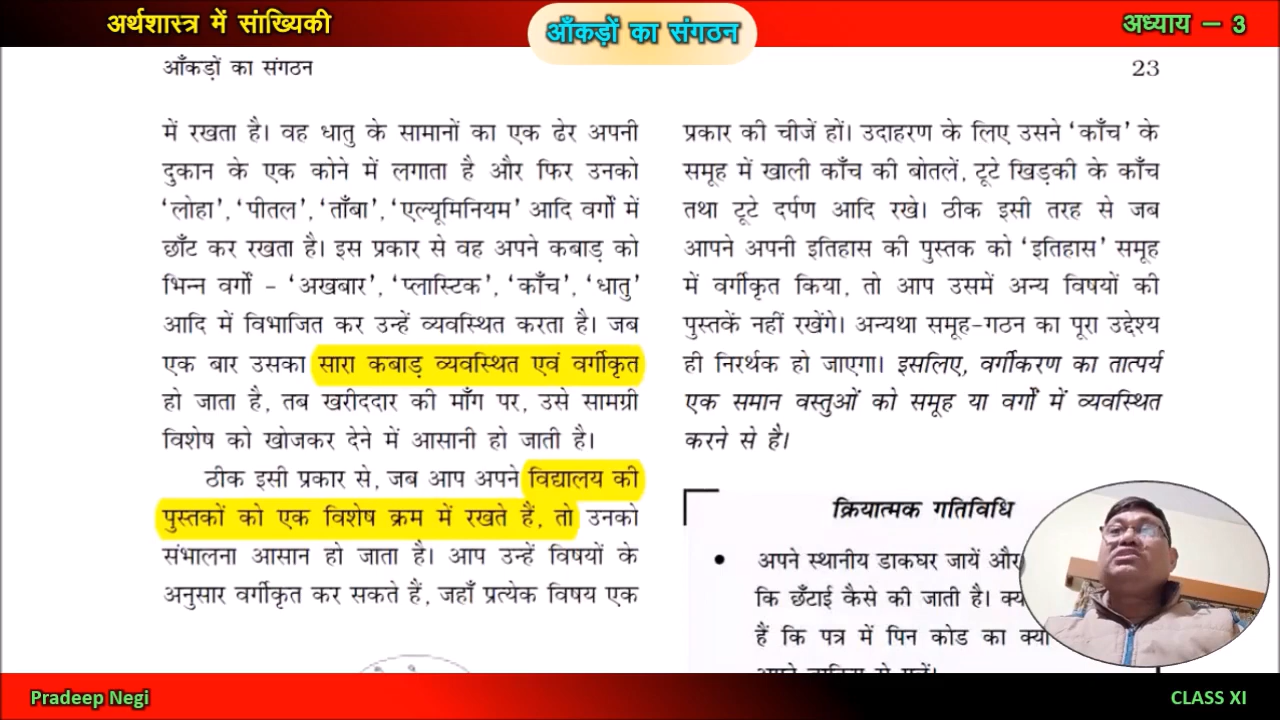 अर्थशास्त्र में सांख्यिकी
आँकड़ों का संगठन
अध्याय – 3
आँकड़ों का संगठन
23
में रखता है। वह धातु के सामानों का एक ढेर अपनी
दुकान के एक कोने में लगाता है और फिर उनको
‘लोहा’, ‘पीतल’, ‘ताँबा’, ‘एल्यूमिनियम’ आदि वर्गों में
छाँट कर रखता है। इस प्रकार से वह अपने कबाड़ को
भिन्न वर्गों – ‘अखबार’, ‘प्लास्टिक’, ‘काँच’, ‘धातु’
आदि में विभाजित कर उन्हें व्यवस्थित करता है। जब
एक बार उसका सारा कबाड़ व्यवस्थित एवं वर्गीकृत
हो जाता है, तब खरीददार की माँग पर, उसे सामग्री
विशेष को खोजकर देने में आसानी हो जाती है।
ठीक इसी प्रकार से, जब आप अपने विद्यालय की
पुस्तकों को एक विशेष क्रम में रखते हैं, तो उनको
संभालना आसान हो जाता है। आप उन्हें विषयों के
अनुसार वर्गीकृत कर सकते हैं, जहाँ प्रत्येक विषय एक
प्रकार की चीजें हों। उदाहरण के लिए उसने ‘काँच’ के
समूह में खाली काँच की बोतलें, टूटे खिड़की के काँच
तथा टूटे दर्पण आदि रखे। ठीक इसी तरह से जब
आपने अपनी इतिहास की पुस्तक को ‘इतिहास’ समूह
में वर्गीकृत किया, तो आप उसमें अन्य विषयों की
पुस्तकें नहीं रखेंगे। अन्यथा समूह-गठन का पूरा उद्देश्य
ही निरर्थक हो जाएगा। इसलिए, वर्गीकरण का तात्पर्य
एक समान वस्तुओं को समूह या वर्गों में व्यवस्थित
करने से है।
क्रियात्मक गतिविधि
• अपने स्थानीय डाकघर जायें और
कि छँटाई कैसे की जाती है।
हैं कि पत्र में पिन कोड का
Pradeep Negi
CLASS XI